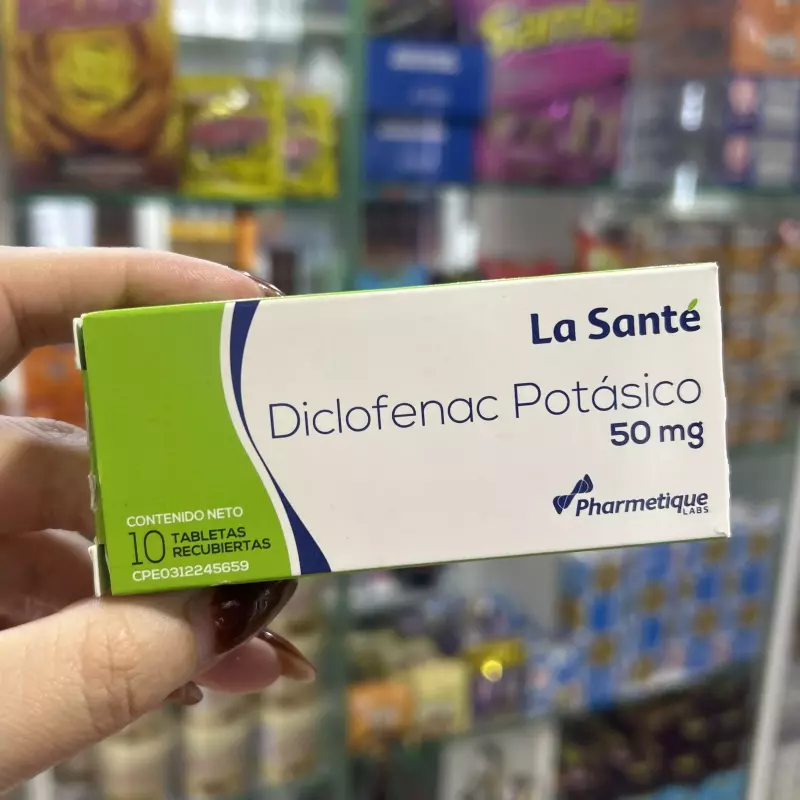 La Santé
Diclofenac Potásico
50 mg
Pharmetique
LABS
CONTENIDO NETO
10 TABLETAS
RECUBIERTAS
CPE0312245659